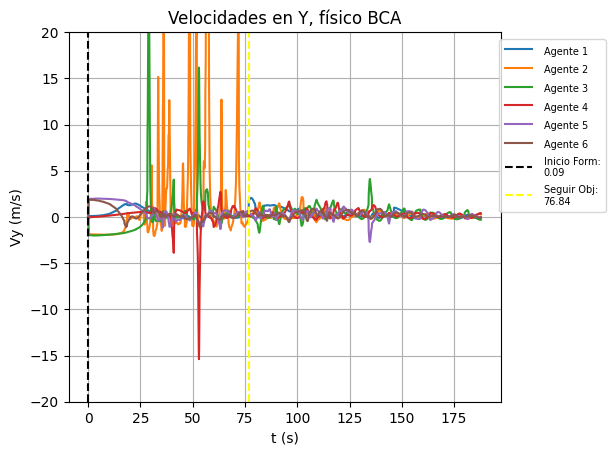 Velocidades en Y, físico BCA
20
15
10
5
0
−5
−10
−15
−20
Vy (m/s)
0
25
50
75
100
125
150
175
t (s)
Agente 1
Agente 2
Agente 3
Agente 4
Agente 5
Agente 6
Inicio Form:
0.09
Seguir Obj:
76.84